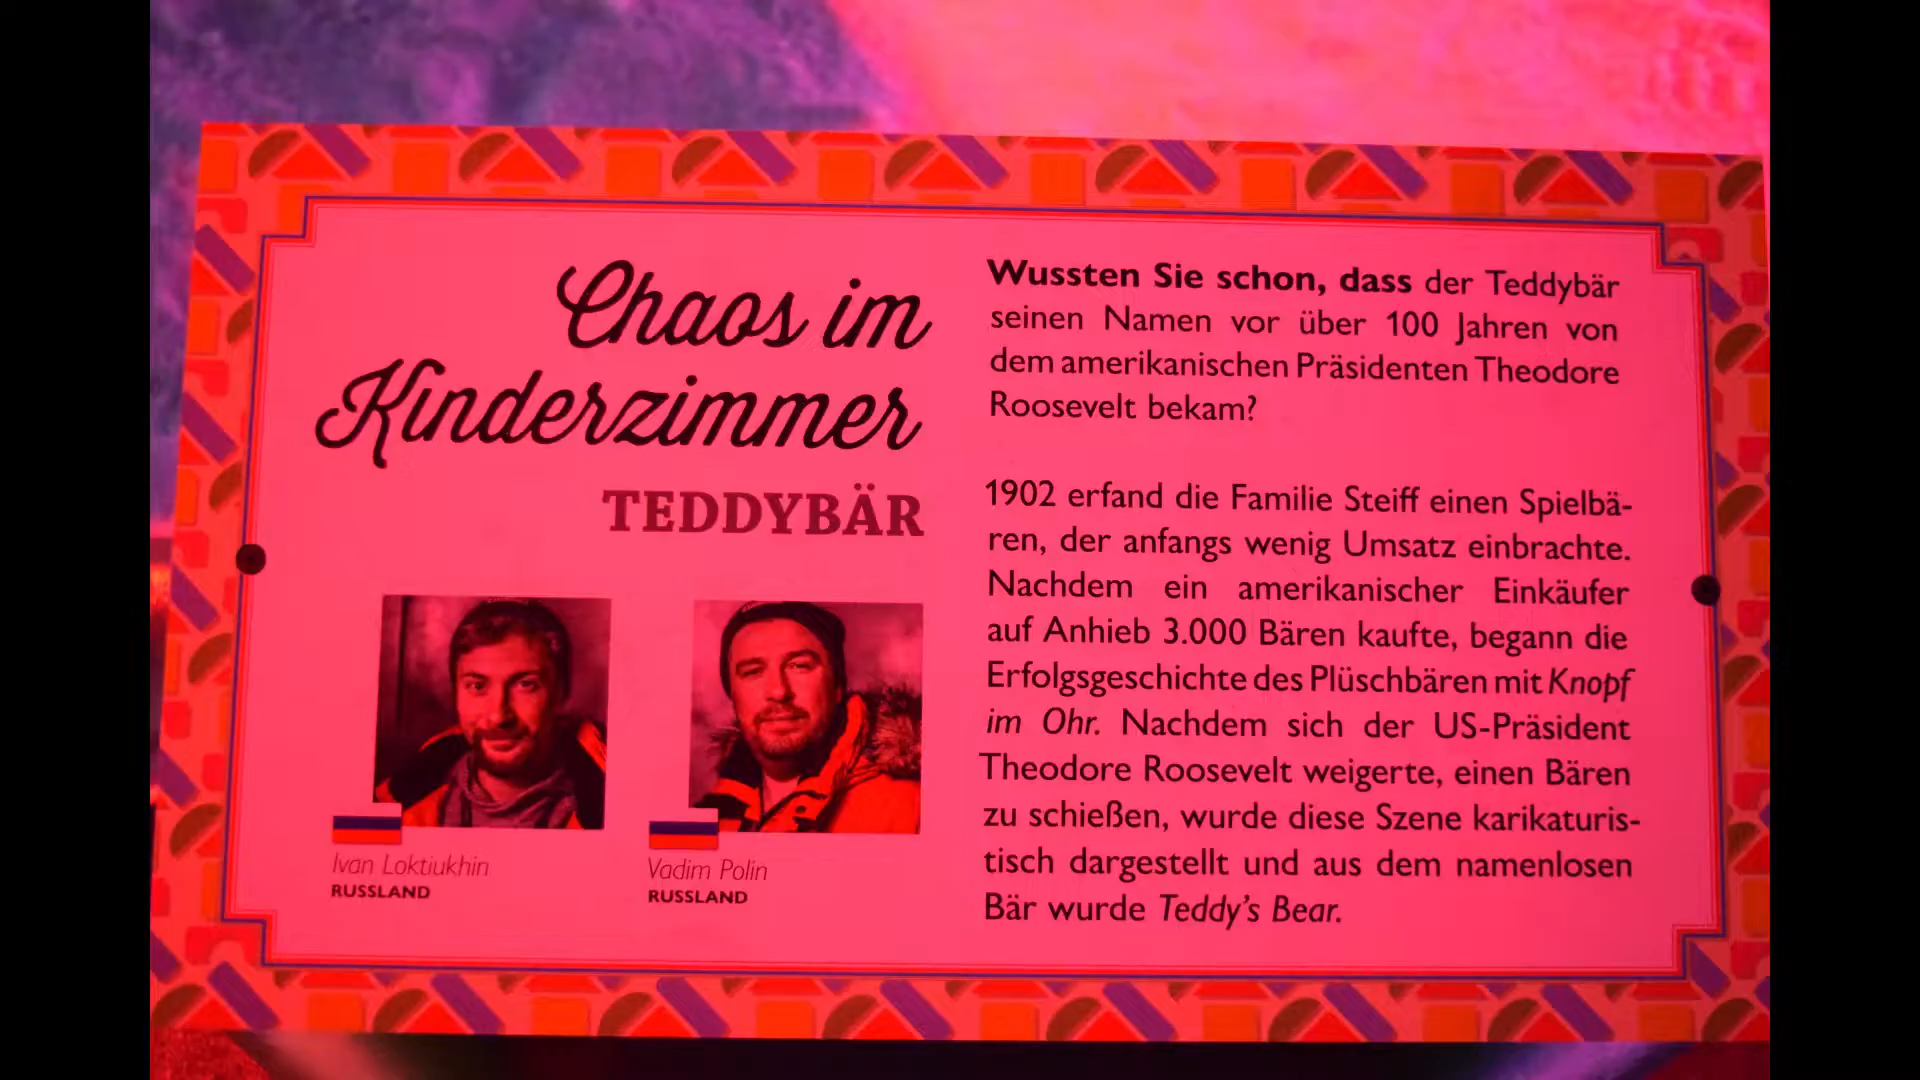 Chaos im
Kinderzimmer
TEDDYBÄR
Ivan Loktiukhin
RUSSLAND
Vadim Polin
RUSSLAND
Wussten Sie schon, dass der Teddybär
seinen Namen vor über 100 Jahren von
dem amerikanischen Präsidenten Theodore
Roosevelt bekam?
1902 erfand die Familie Steiff einen Spielbä-
ren, der anfangs wenig Umsatz einbrachte.
Nachdem ein amerikanischer Einkäufer
auf Anhieb 3.000 Bären kaufte, begann die
Erfolgsgeschichte des Plüschbären mit Knopf
im Ohr. Nachdem sich der US-Präsident
Theodore Roosevelt weigerte, einen Bären
zu schießen, wurde diese Szene karikaturis-
tisch dargestellt und aus dem namenlosen
Bär wurde Teddy’s Bear.